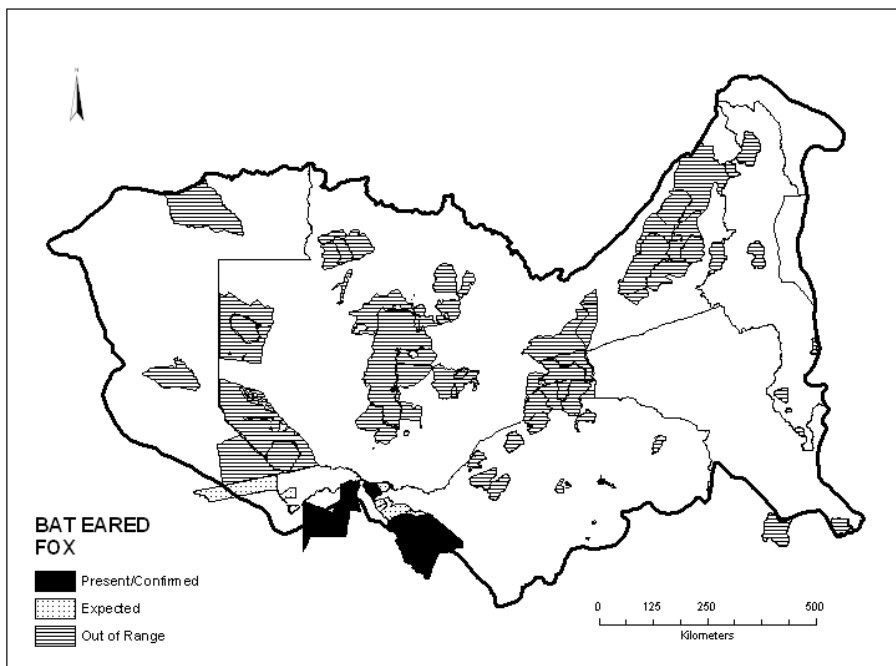 N
BAT EARED
FOX
Present/Confirmed
Expected
Out of Range
0 125 250 500
Kilometers